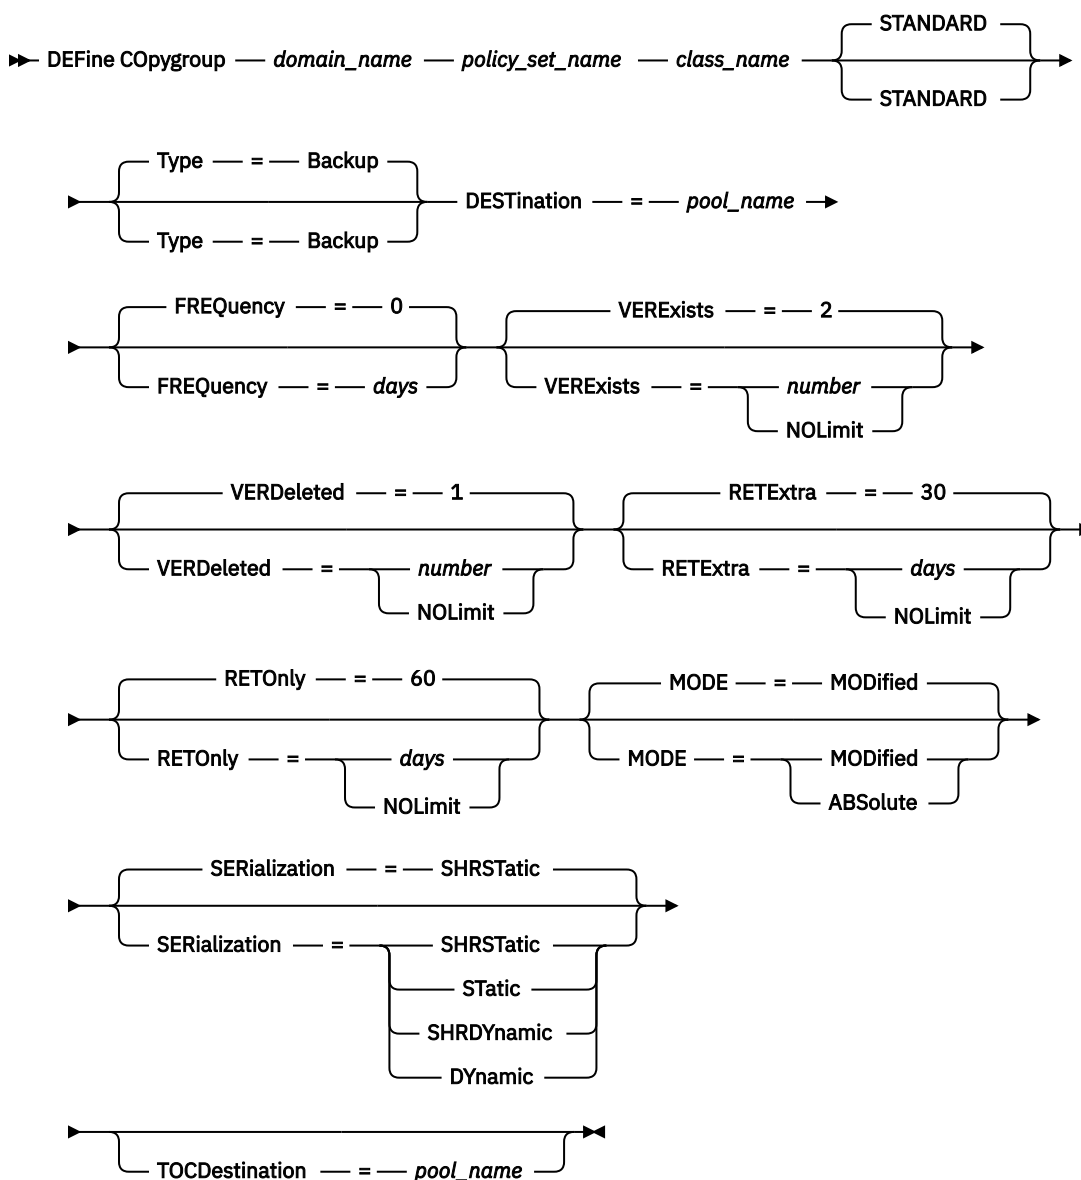 STANDARD
DEFine COpygroup domain_name policy_set_name class_name
STANDARD
Type = Backup
DESTination = pool_name
Type = Backup
FREQuency = 0 VERExists = 2
FREQuency = days VERExists = number
NOLimit
VERDeleted = 1 RETExtra = 30
VERDeleted = number RETExtra = days
NOLimit NOLimit
RETOnly = 60 MODE = MODified
RETOnly = days MODE = MODified
NOLimit ABSolute
SERialization = SHRSTatic
SERialization = SHRSTatic
STatic
SHRDYnamic
DYnamic
TOCDestination = pool_name